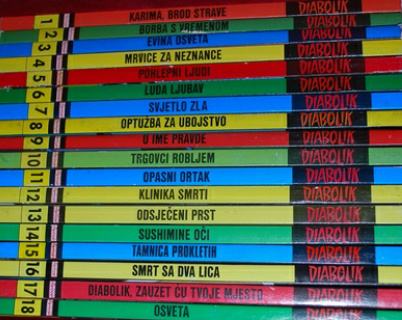 1 KARIMA, BROD STRAVE DIABOLIK
2 BORBA S VREMENOM DIABOLIK
3 EVINA OSVETA DIABOLIK
4 MRVICE ZA NEZNANCE DIABOLIK
5 POHLEPNI LJUDI DIABOLIK
6 LUDA LJUBAV DIABOLIK
7 SVJETLO ZLA DIABOLIK
8 OPTUŽBA ZA UBOJSTVO DIABOLIK
9 U IME PRAVDE DIABOLIK
10 TRGOVCI ROBLJEM DIABOLIK
11 OPASNI ORTAK DIABOLIK
12 KLINIKA SMRTI DIABOLIK
13 ODSJEČENI PRST DIABOLIK
14 SUSHIMINE OČI DIABOLIK
15 TAMNICA PROKLETIH DIABOLIK
16 SMRT SA DVA LICA DIABOLIK
17 DIABOLIK, ZAUZET ĆU TVOJE MJESTO DIABOLIK
18 OSVETA DIABOLIK